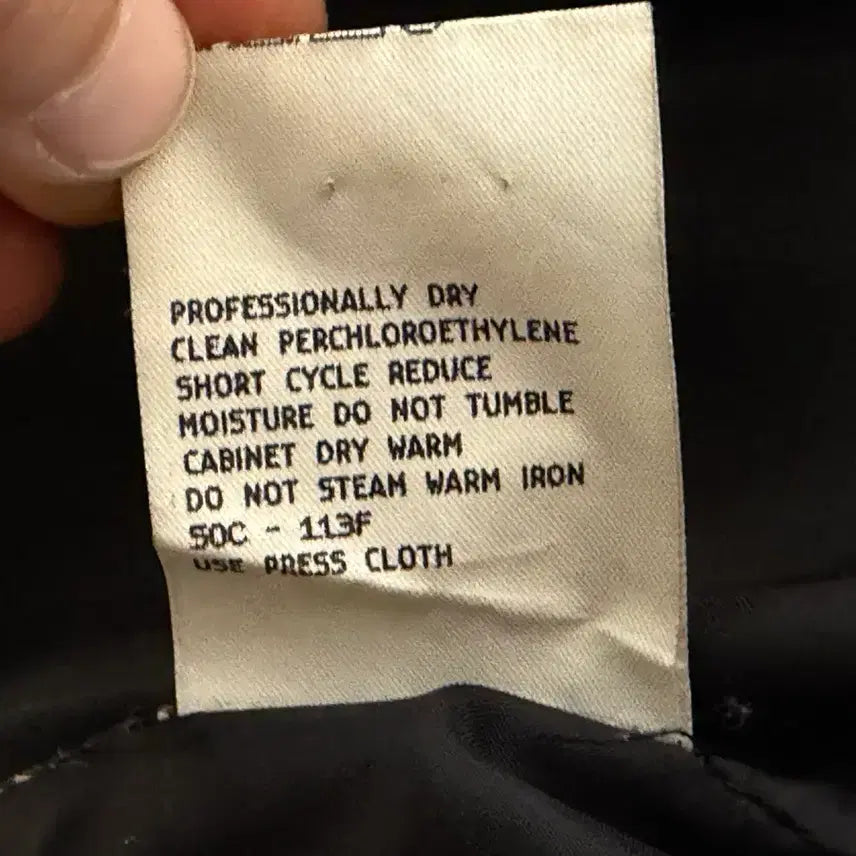 PROFESSIONALLY DRY
CLEAN PERCHLOROETHYLENE
SHORT CYCLE REDUCE
MOISTURE DO NOT TUMBLE
CABINET DRY WARM
DO NOT STEAM WARM IRON
50C - 113F
USE PRESS CLOTH